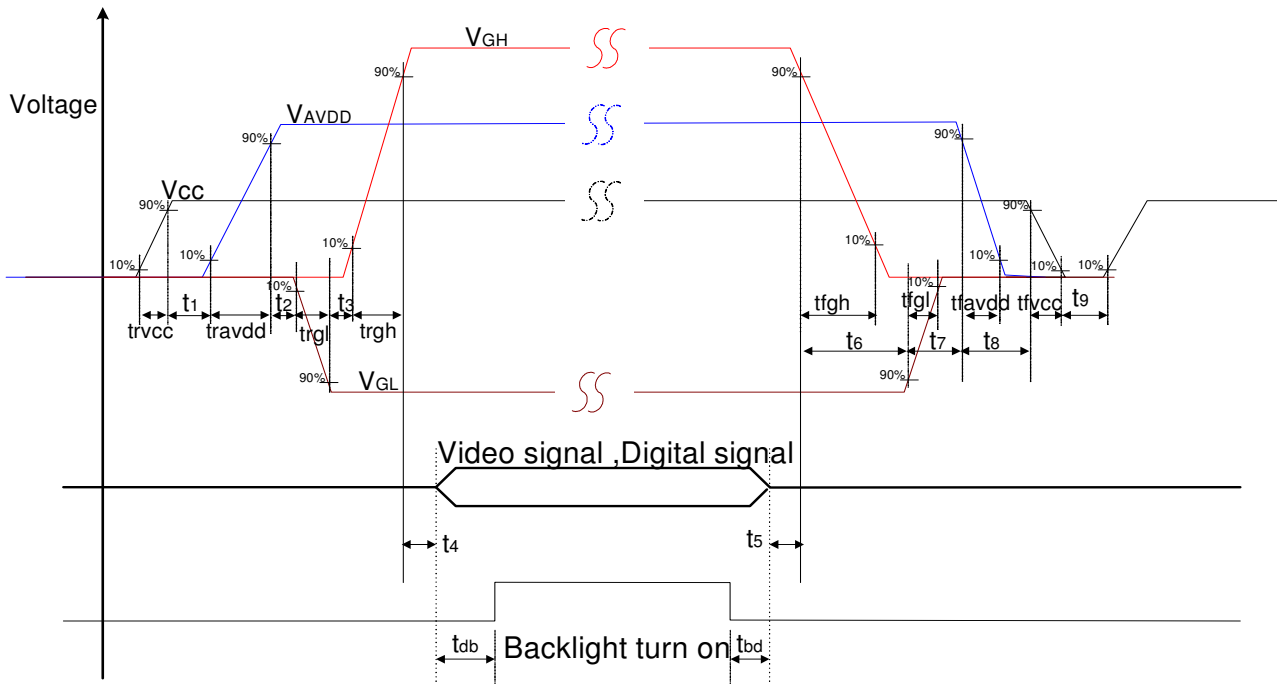 VGH
90%
90%
Voltage
VAVDD
90%
90%
VCC
90%
90%
10%
10%
10%
10%
10%
10%
10%
10%
10%
t1
t2
t3
tfgh
tfgl
tfavdd
tfvcc
t9
trvcc
travdd
trgl
trgh
t6
t7
t8
90%
VGL
90%
Video signal ,Digital signal
t4
t5
tdb
Backlight turn on
tbd